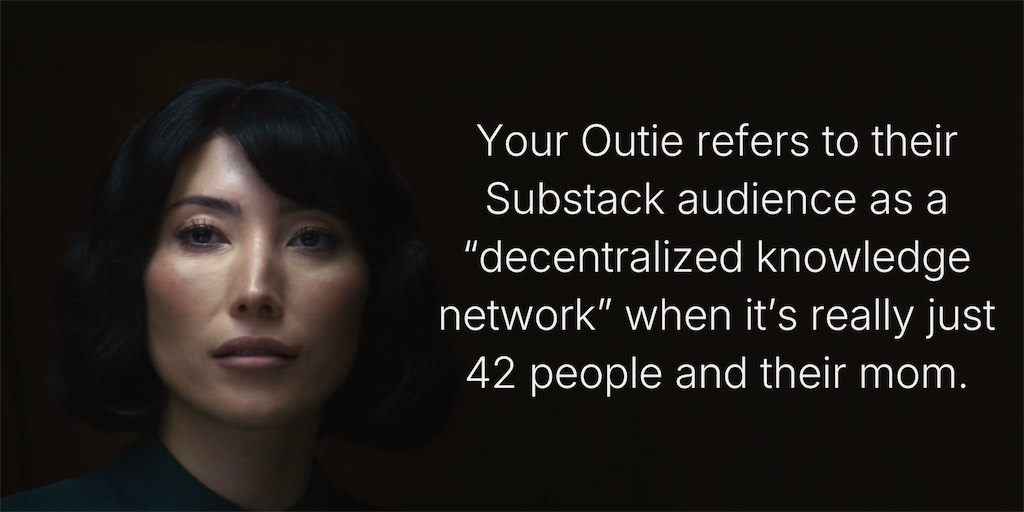 Your Outie refers to their
Substack audience as a
“decentralized knowledge
network” when it’s really just
42 people and their mom.